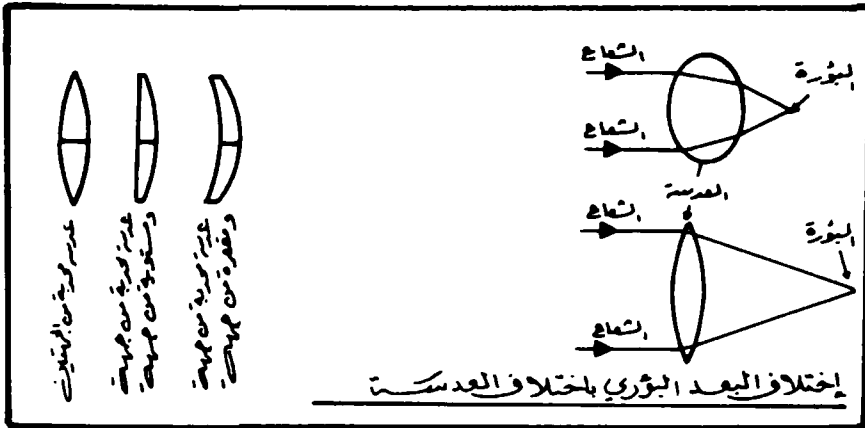 الشعاع
البؤرة
الشعاع
العدسة
الشعاع
البؤرة
الشعاع
إختلاف البعد البؤري باختلاف العدسة
عدسة محدبة من جهة
ومقعرة من جهة
عدسة محدبة من جهة
ومستوية من جهة
عدسة محدبة من الجهتين